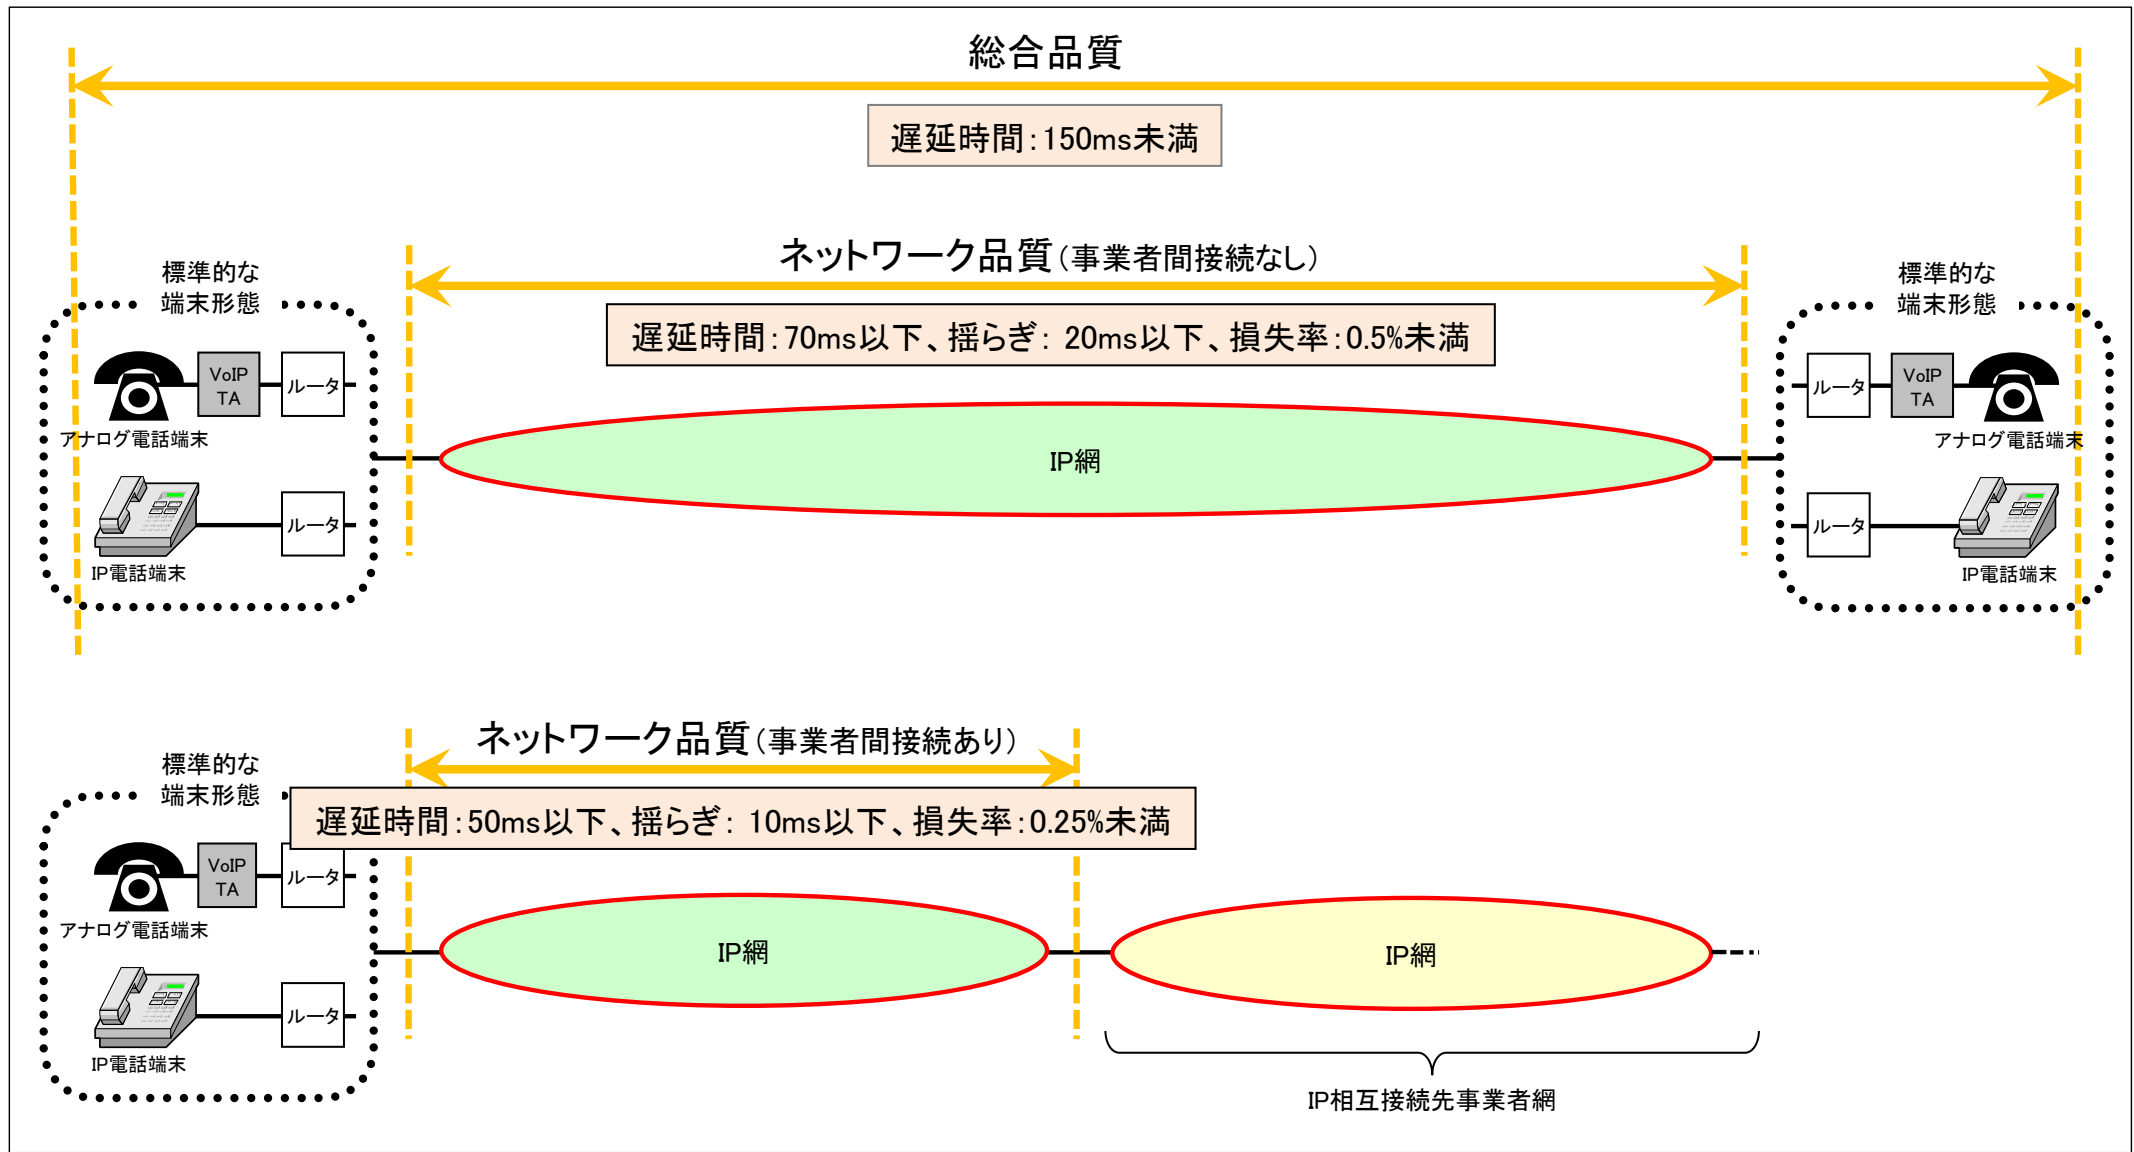 総合品質
遅延時間：150ms未満
ネットワーク品質（事業者間接続なし）
遅延時間：70ms以下、揺らぎ： 20ms以下、損失率：0.5%未満
標準的な
端末形態
VoIP
TA
ルータ
アナログ電話端末
ルータ
IP電話端末
IP網
標準的な
端末形態
ルータ
VoIP
TA
アナログ電話端末
ルータ
IP電話端末
ネットワーク品質（事業者間接続あり）
遅延時間：50ms以下、揺らぎ： 10ms以下、損失率：0.25%未満
標準的な
端末形態
VoIP
TA
ルータ
アナログ電話端末
ルータ
IP電話端末
IP網
IP網
IP相互接続先事業者網